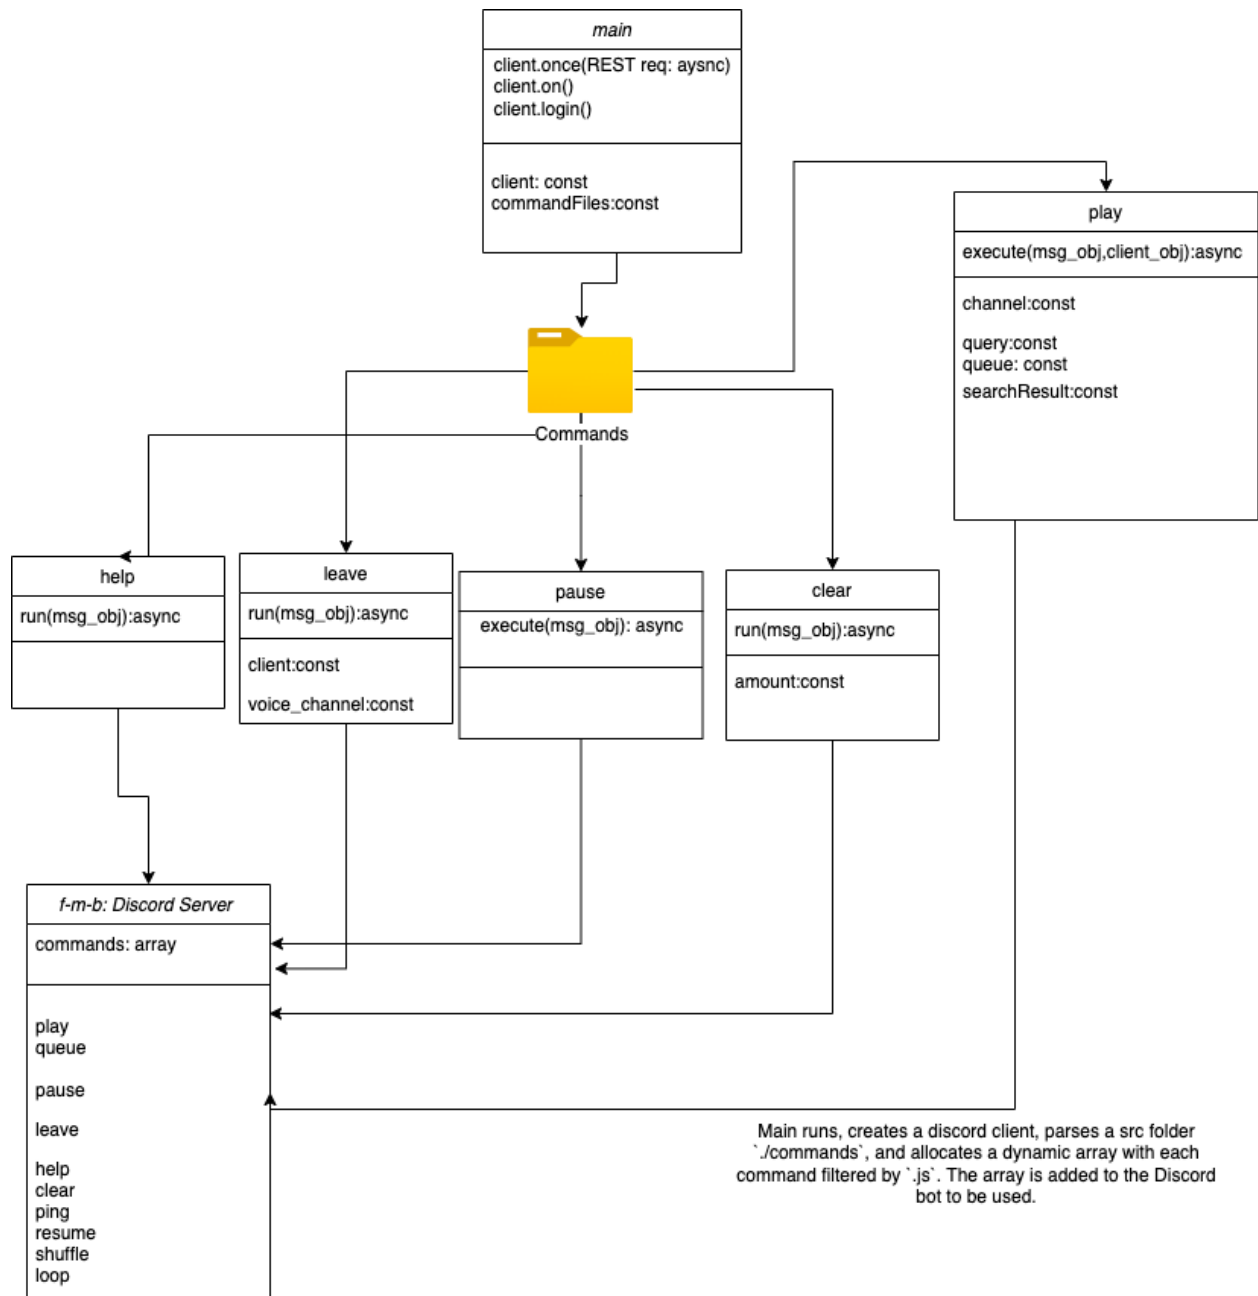 main
client.once(REST req: aysnc)
client.on()
client.login()
client: const
commandFiles:const
play
execute(msg_obj,client_obj):async
channel:const
query:const
queue: const
searchResult:const
Commands
help
run(msg_obj):async
leave
run(msg_obj):async
client:const
voice_channel:const
pause
execute(msg_obj): async
clear
run(msg_obj):async
amount:const
f-m-b: Discord Server
commands: array
play
queue
pause
leave
help
clear
ping
resume
shuffle
loop
Main runs, creates a discord client, parses a src folder
`./commands`, and allocates a dynamic array with each
command filtered by `.js`. The array is added to the Discord
bot to be used.